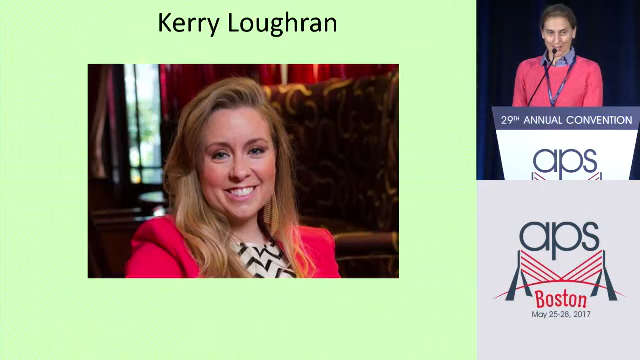 Kerry Loughran
29TH ANNUAL CONVENTION
aps
aps
Boston
May 25-28, 2017